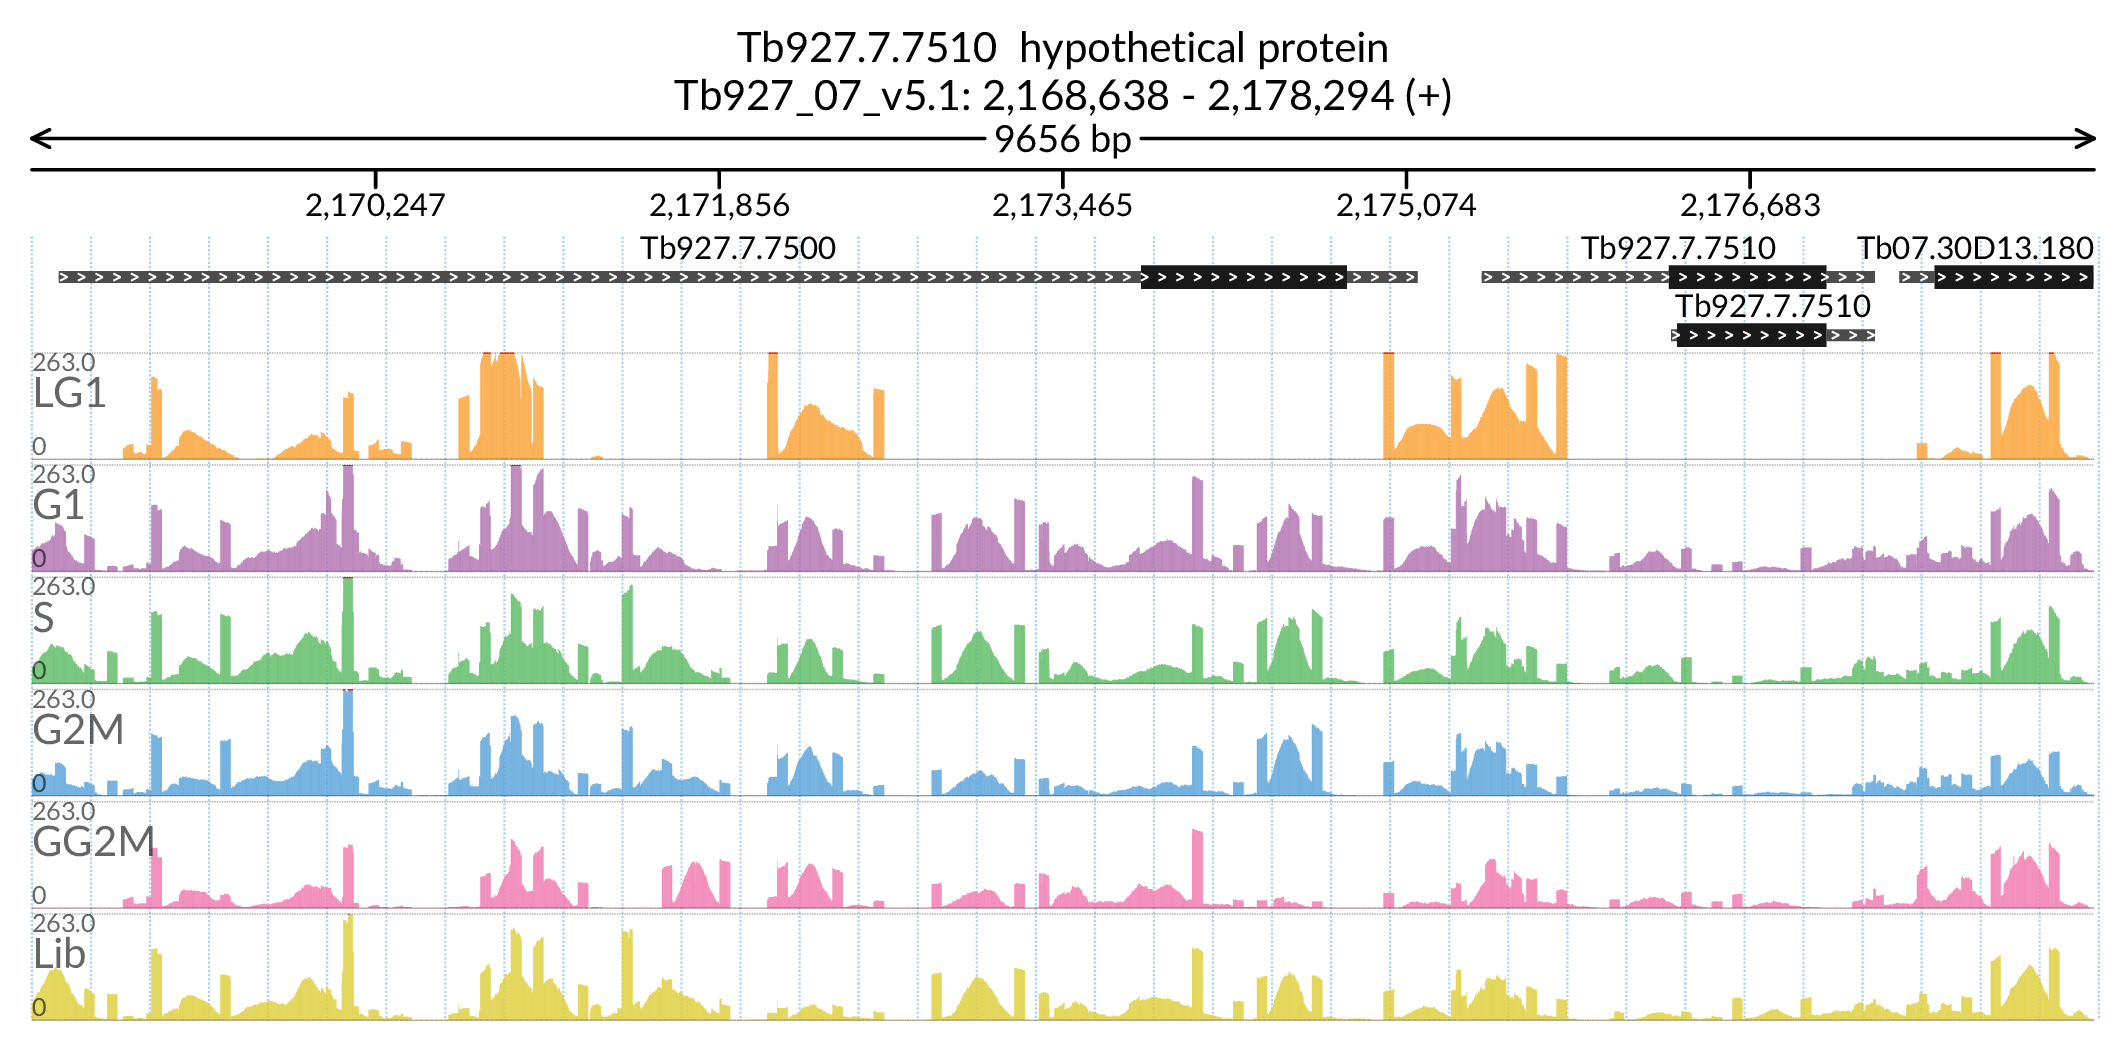 Tb927.7.7510  hypothetical protein
Tb927_07_v5.1: 2,168,638 - 2,178,294 (+)
9656 bp
2,170,247 2,171,856 2,173,465 2,175,074 2,176,683
Tb927.7.7500 Tb927.7.7510 Tb07.30D13.180
Tb927.7.7510
263.0
LG1
0
263.0
G1
0
263.0
S
0
263.0
G2M
0
263.0
GG2M
0
263.0
Lib
0